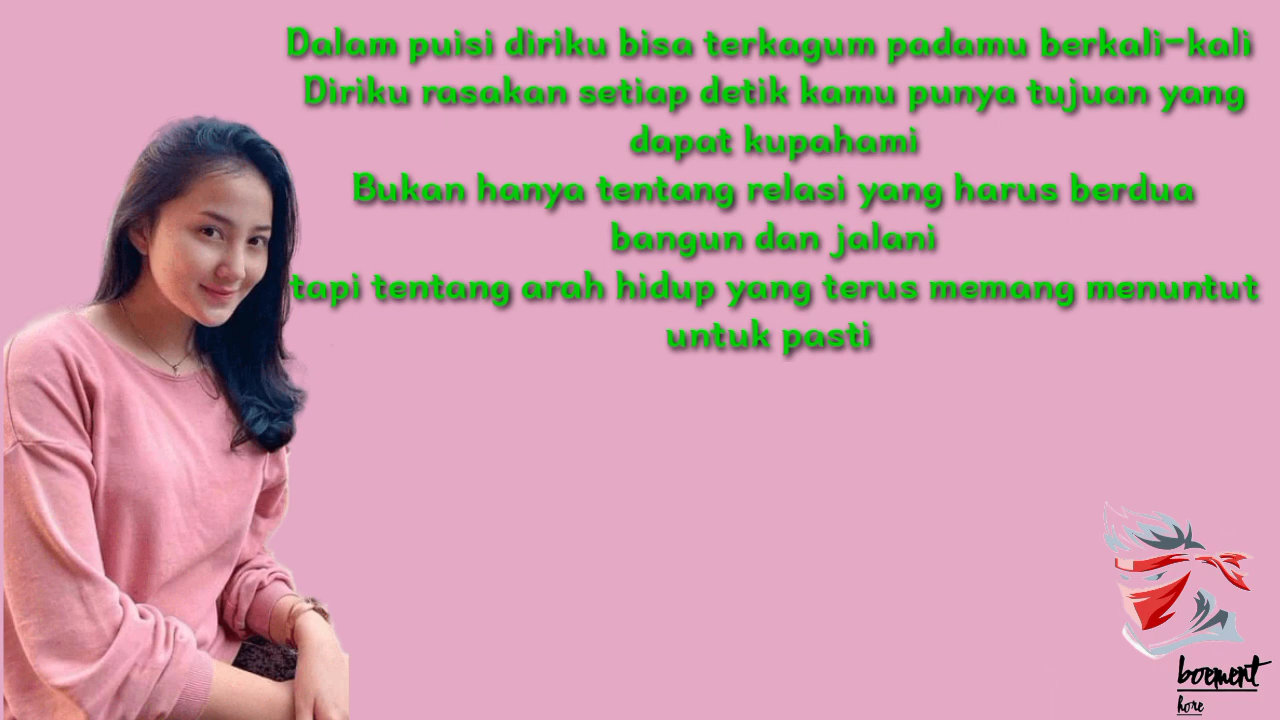 Dalam puisi diriku bisa terkagum padamu berkali-kali
Diriku rasakan setiap detik kamu punya tujuan yang
dapat kupahami
Bukan hanya tentang relasi yang harus berdua
bangun dan jalani
tapi tentang arah hidup yang terus memang menuntut
untuk pasti
boement
hore